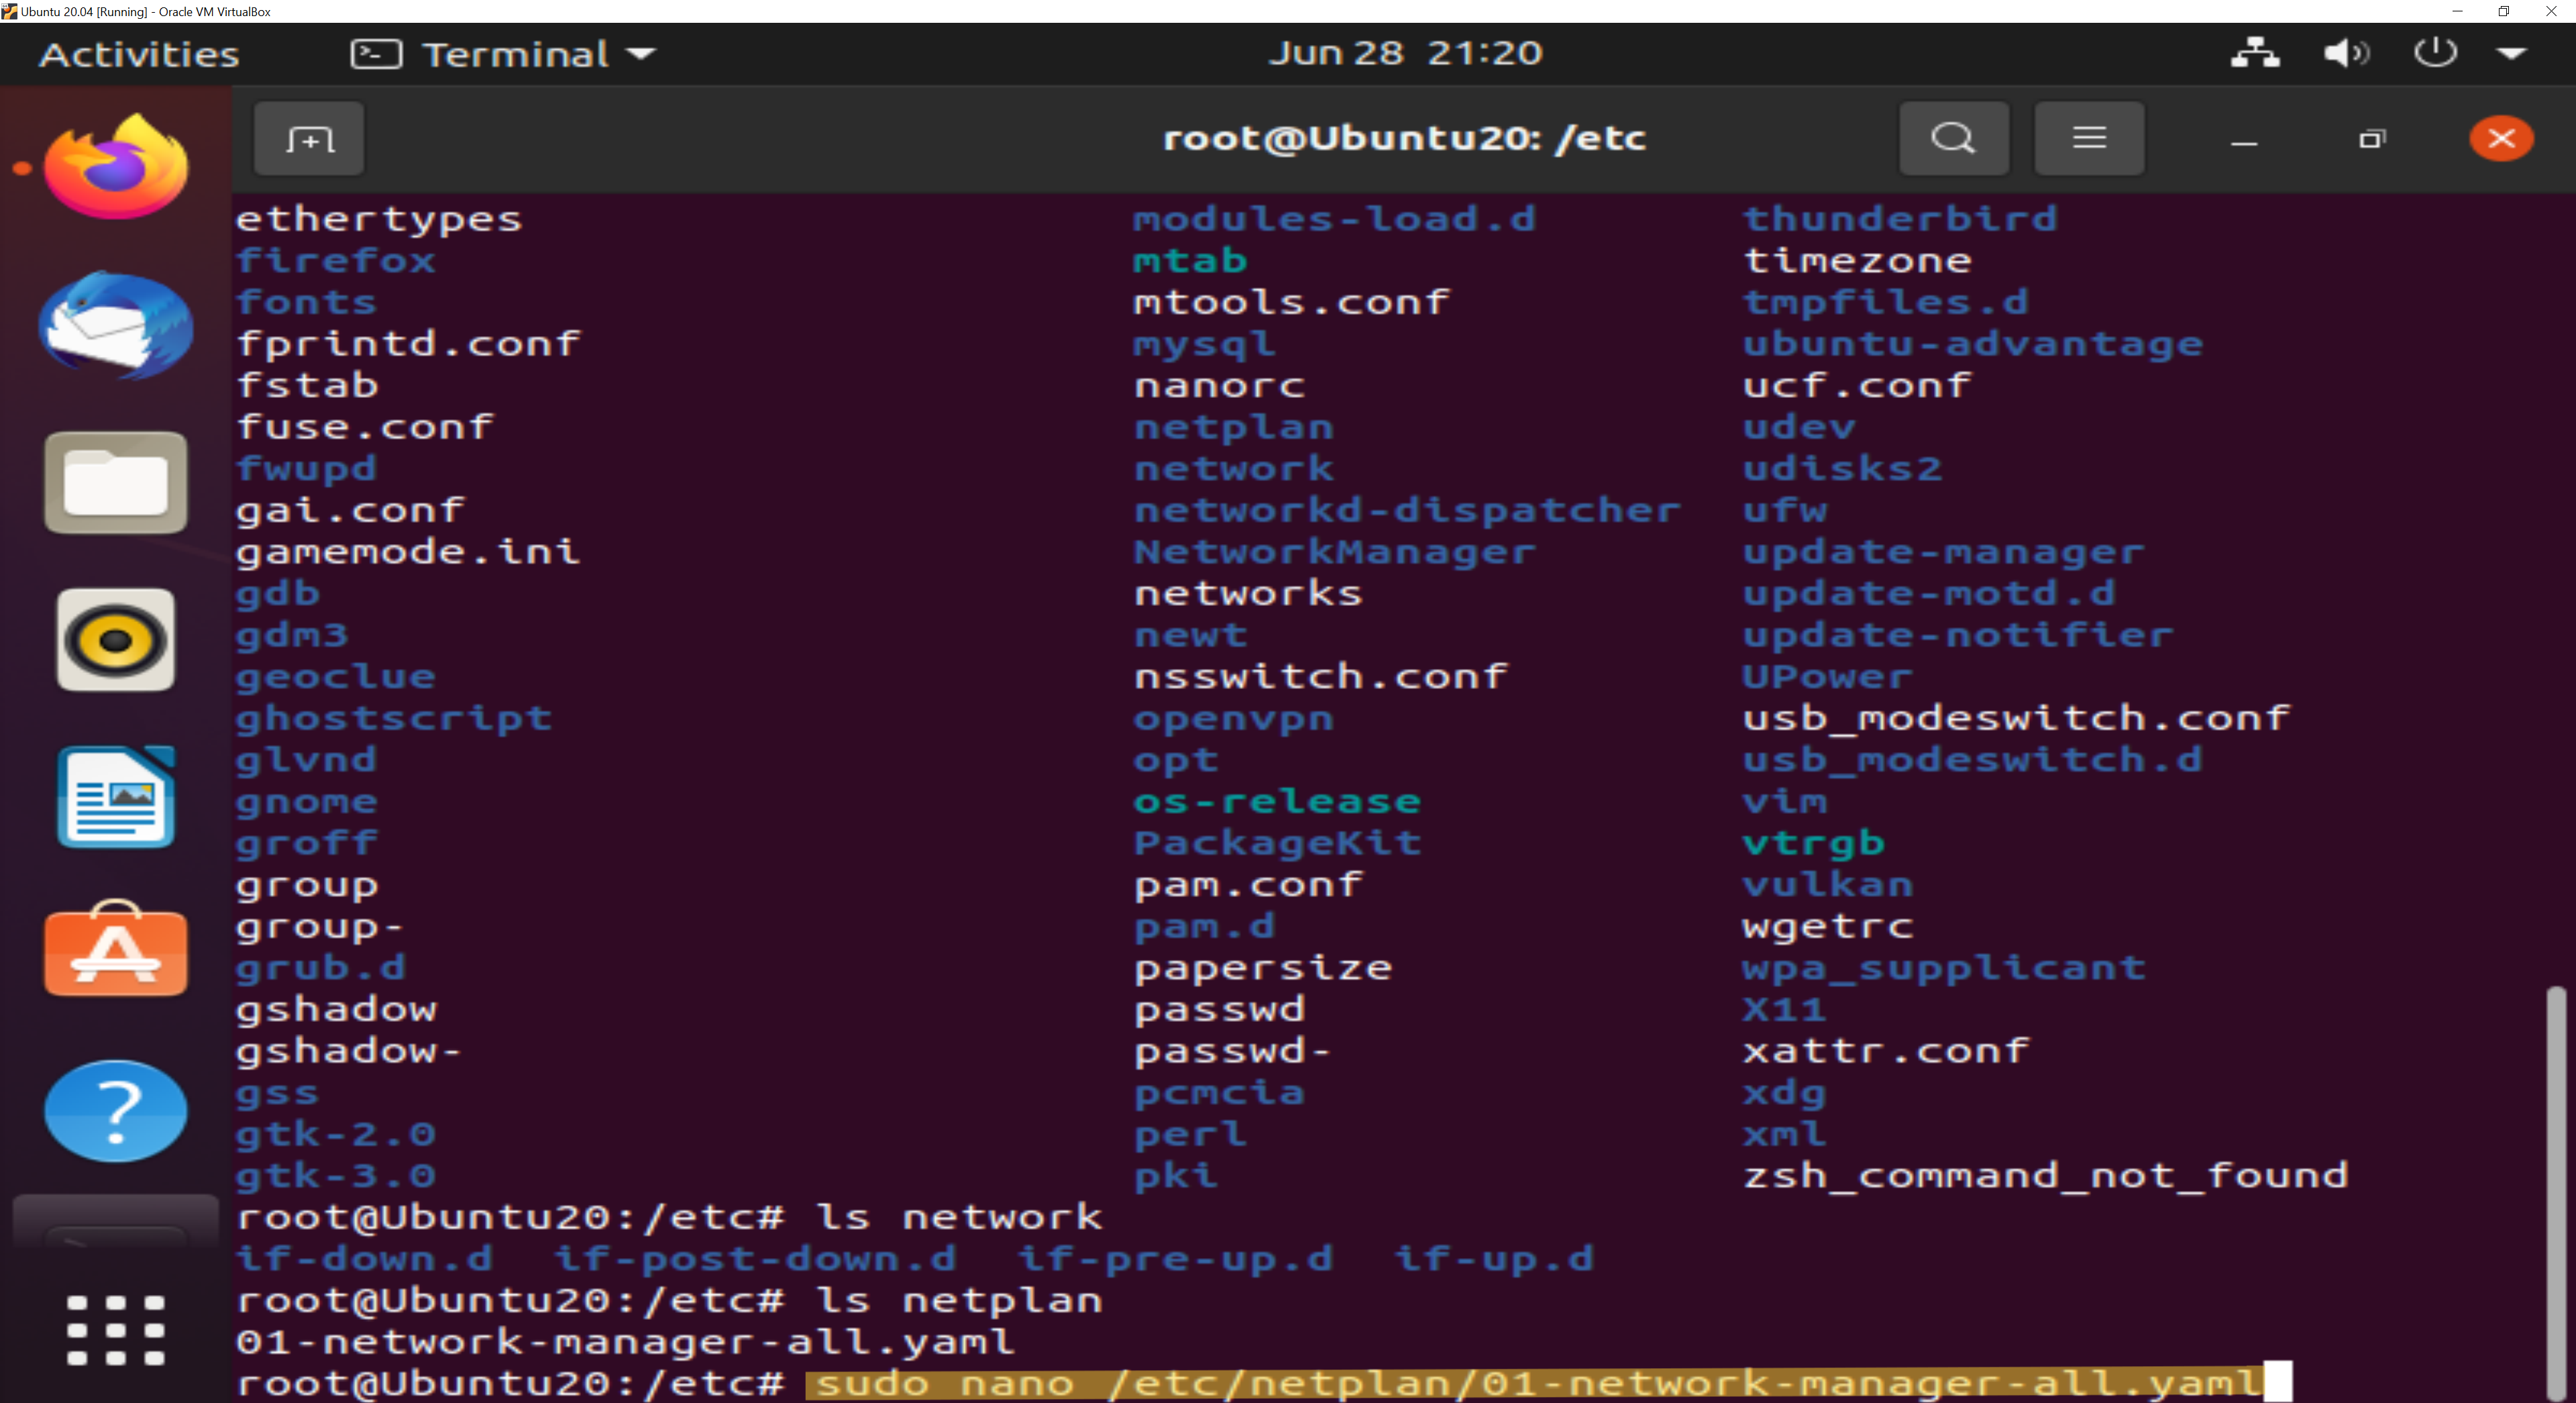 Ubuntu 20.04 [Running] - Oracle VM VirtualBox
Activities Terminal Jun 28 21:20
root@Ubuntu20: /etc
ethertypes modules-load.d thunderbird
firefox mtab timezone
fonts mtools.conf tmpfiles.d
fprintd.conf mysql ubuntu-advantage
fstab nanorc ucf.conf
fuse.conf netplan udev
fwupd network udisks2
gai.conf networkd-dispatcher ufw
gamemode.ini NetworkManager update-manager
gdb networks update-motd.d
gdm3 newt update-notifier
geoclue nsswitch.conf UPower
ghostscript openvpn usb_modeswitch.conf
glvnd opt usb_modeswitch.d
gnome os-release vim
groff PackageKit vtrgb
group pam.conf vulkan
group- pam.d wgetrc
grub.d papersize wpa_supplicant
gshadow passwd X11
gshadow- passwd- xattr.conf
gss pcmcia xdg
gtk-2.0 perl xml
gtk-3.0 pki zsh_command_not_found
root@Ubuntu20:/etc# ls network
if-down.d if-post-down.d if-pre-up.d if-up.d
root@Ubuntu20:/etc# ls netplan
01-network-manager-all.yaml
root@Ubuntu20:/etc# sudo nano /etc/netplan/01-network-manager-all.yaml